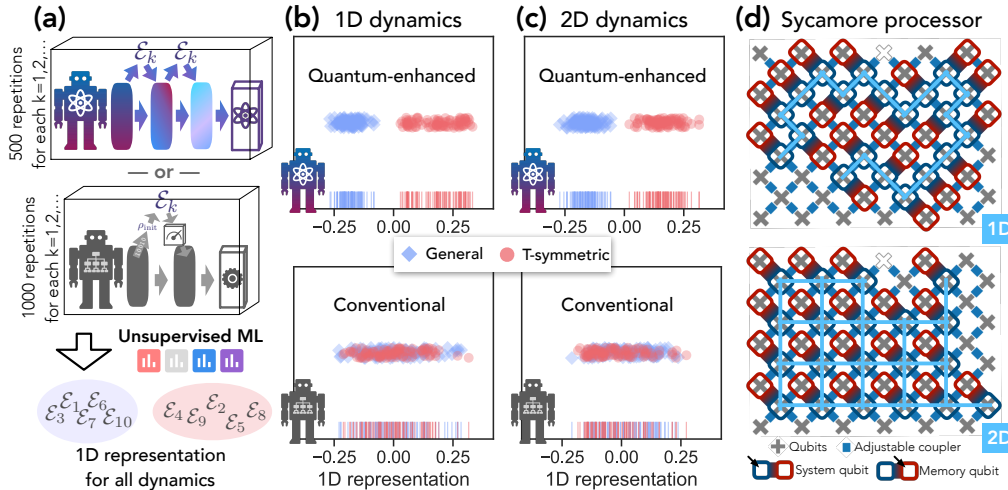 (a)
500 repetitions
for each k=1,2,...
ℰk
ℰk
or
1000 repetitions
for each k=1,2,...
ℰk
ρinit
Unsupervised ML
ℰ1 ℰ6
ℰ3 ℰ7 ℰ10
ℰ2
ℰ4 ℰ9 ℰ5 ℰ8
1D representation
for all dynamics
(b) 1D dynamics
Quantum-enhanced
−0.25 0.00 0.25
General T-symmetric
Conventional
−0.25 0.00 0.25
1D representation
(c) 2D dynamics
Quantum-enhanced
−0.25 0.00 0.25
Conventional
−0.25 0.00 0.25
1D representation
(d) Sycamore processor
1D
2D
Qubits Adjustable coupler
System qubit Memory qubit